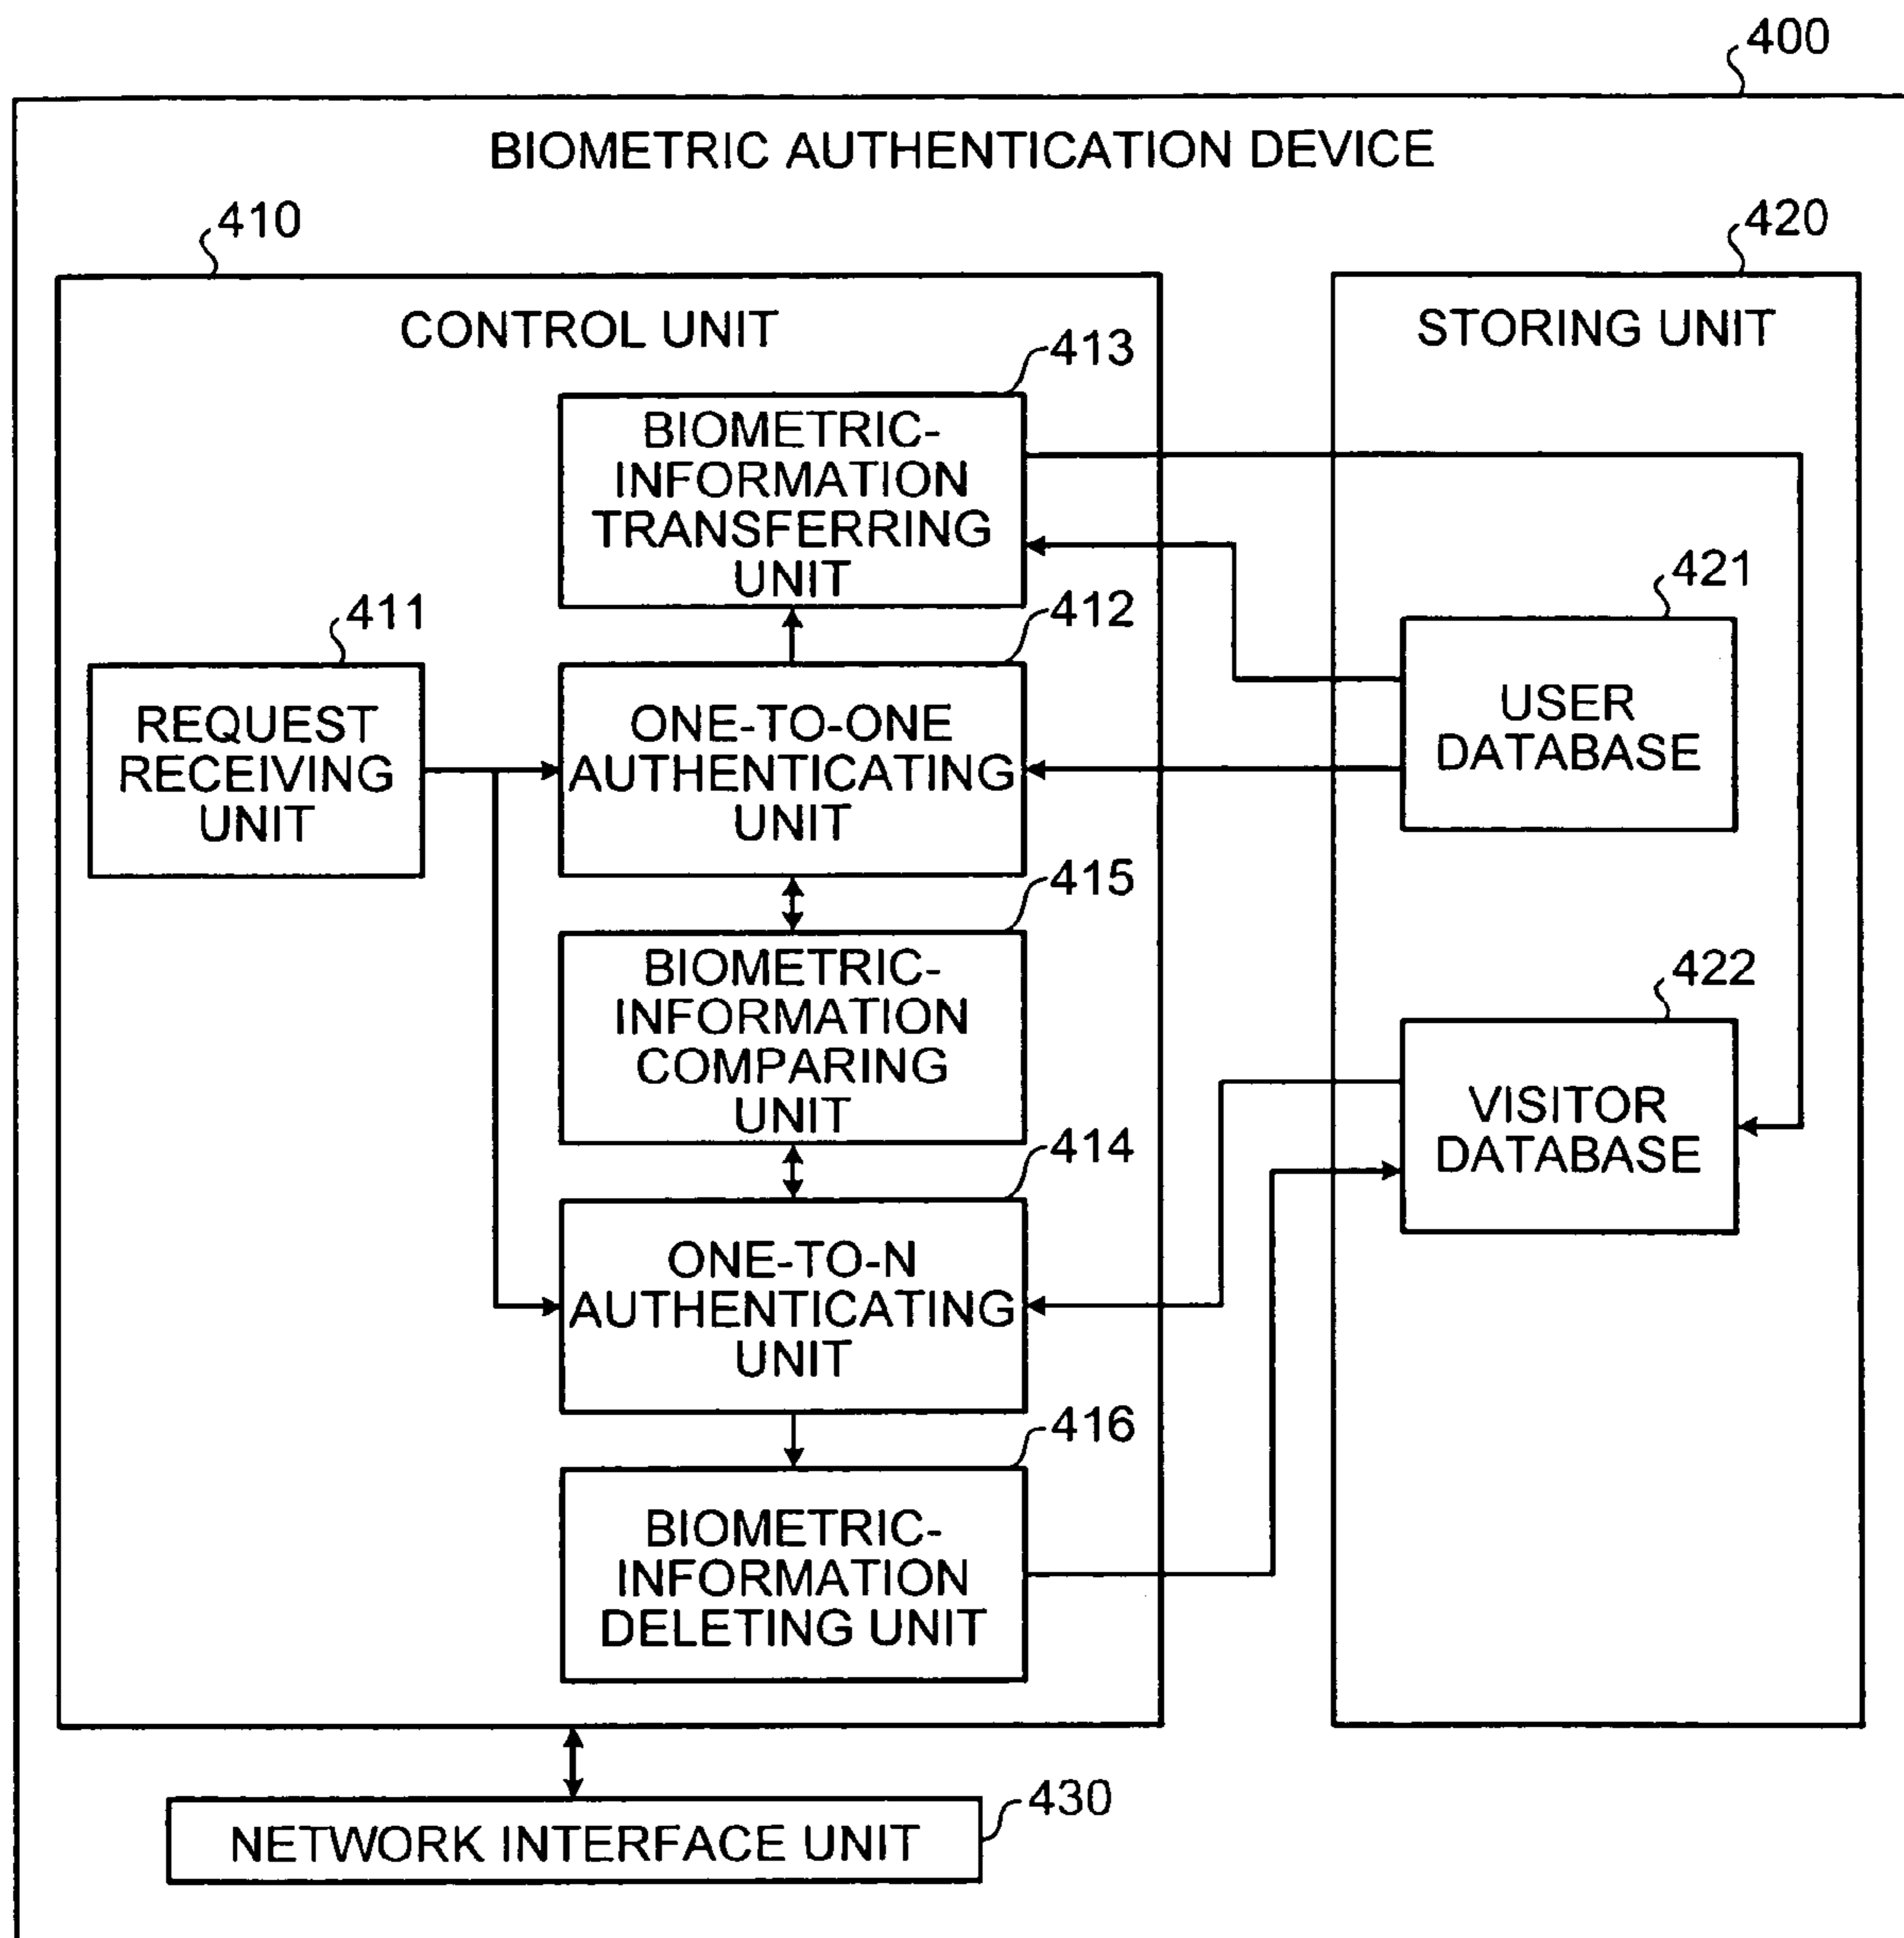 400
BIOMETRIC AUTHENTICATION DEVICE
410
420
CONTROL UNIT
STORING UNIT
413
BIOMETRIC-
INFORMATION
TRANSFERRING
UNIT
421
USER
DATABASE
411
REQUEST
RECEIVING
UNIT
412
ONE-TO-ONE
AUTHENTICATING
UNIT
415
BIOMETRIC-
INFORMATION
COMPARING
UNIT
422
VISITOR
DATABASE
414
ONE-TO-N
AUTHENTICATING
UNIT
416
BIOMETRIC-
INFORMATION
DELETING UNIT
430
NETWORK INTERFACE UNIT